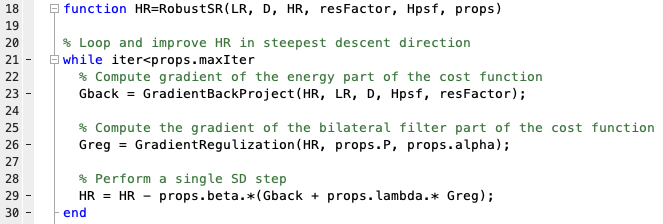 18 function HR=RobustSR(LR, D, HR, resFactor, Hpsf, props)
19
20 % Loop and improve HR in steepest descent direction
21 - while iter<props.maxIter
22 % Compute gradient of the energy part of the cost function
23 - Gback = GradientBackProject(HR, LR, D, Hpsf, resFactor);
24
25 % Compute the gradient of the bilateral filter part of the cost function
26 - Greg = GradientRegulization(HR, props.P, props.alpha);
27
28 % Perform a single SD step
29 - HR = HR - props.beta.*(Gback + props.lambda.* Greg);
30 - end